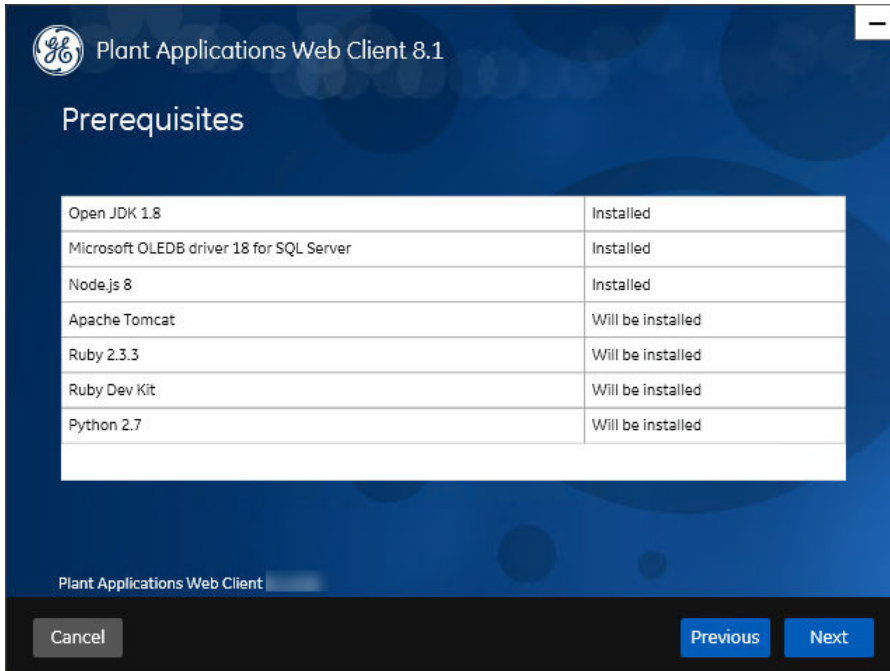 GE Plant Applications Web Client 8.1
Prerequisites
Open JDK 1.8 Installed
Microsoft OLEDB driver 18 for SQL Server Installed
Node.js 8 Installed
Apache Tomcat Will be installed
Ruby 2.3.3 Will be installed
Ruby Dev Kit Will be installed
Python 2.7 Will be installed
Plant Applications Web Client
Cancel Previous Next